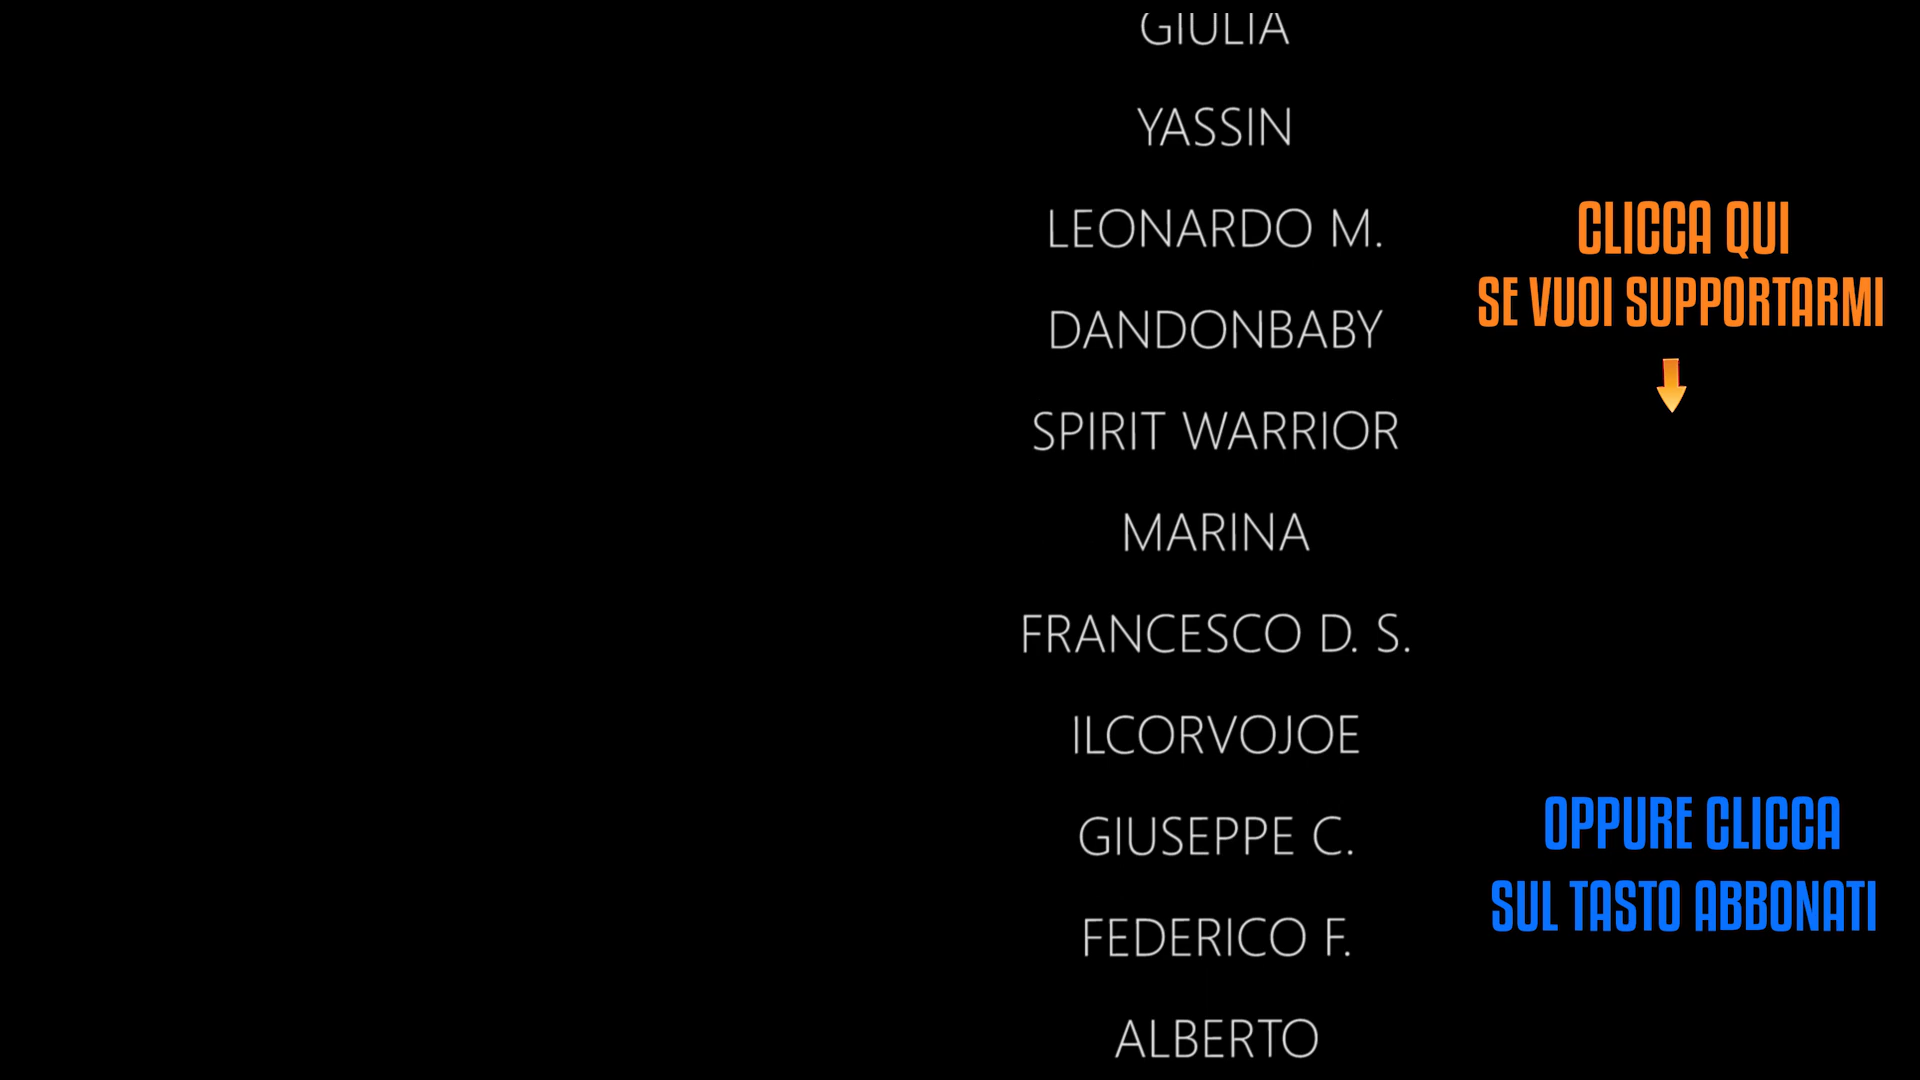 GIULIA
YASSIN
LEONARDO M.
DANDONBABY
SPIRIT WARRIOR
MARINA
FRANCESCO D. S.
ILCORVOJOE
GIUSEPPE C.
FEDERICO F.
ALBERTO
CLICCA QUI
SE VUOI SUPPORTARMI
OPPURE CLICCA
SUL TASTO ABBONATI